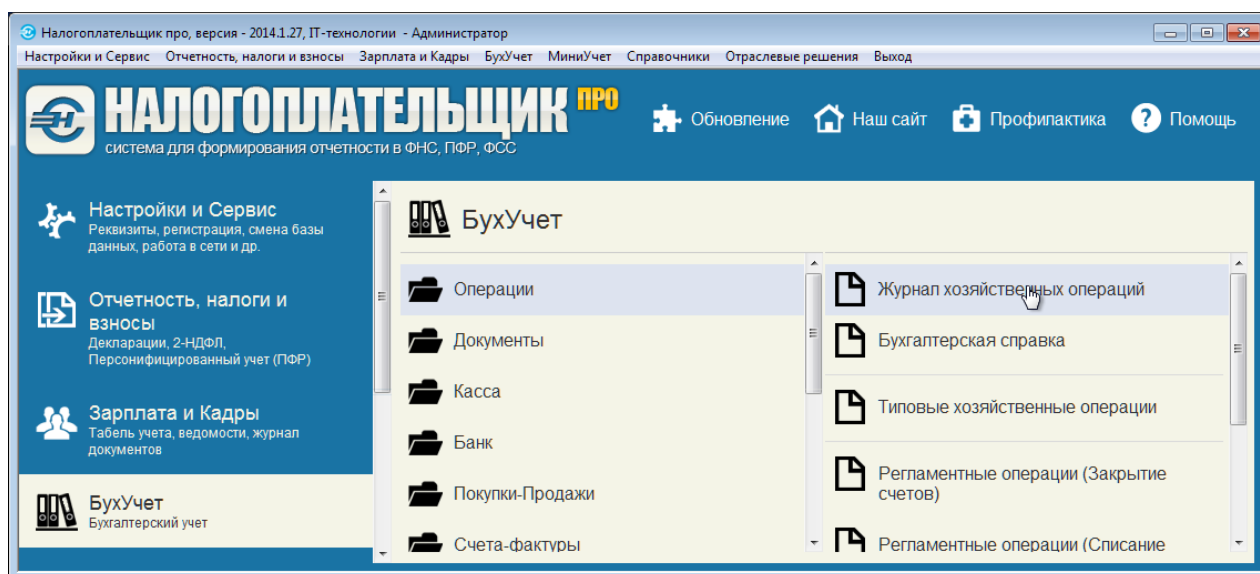 Налогоплательщик про, версия - 2014.1.27, IT-технологии - Администратор
Настройки и Сервис Отчетность, налоги и взносы Зарплата и Кадры БухУчет МиниУчет Справочники Отраслевые решения Выход
НАЛОГОПЛАТЕЛЬЩИК ПРО
система для формирования отчетности в ФНС, ПФР, ФСС
Обновление Наш сайт Профилактика Помощь
Настройки и Сервис
Реквизиты, регистрация, смена базы
данных, работа в сети и др.
Отчетность, налоги и
взносы
Декларации, 2-НДФЛ,
Персонифицированный учет (ПФР)
Зарплата и Кадры
Табель учета, ведомости, журнал
документов
БухУчет
Бухгалтерский учет
БухУчет
Операции
Документы
Касса
Банк
Покупки-Продажи
Счета-фактуры
Журнал хозяйственных операций
Бухгалтерская справка
Типовые хозяйственные операции
Регламентные операции (Закрытие
счетов)
Регламентные операции (Списание